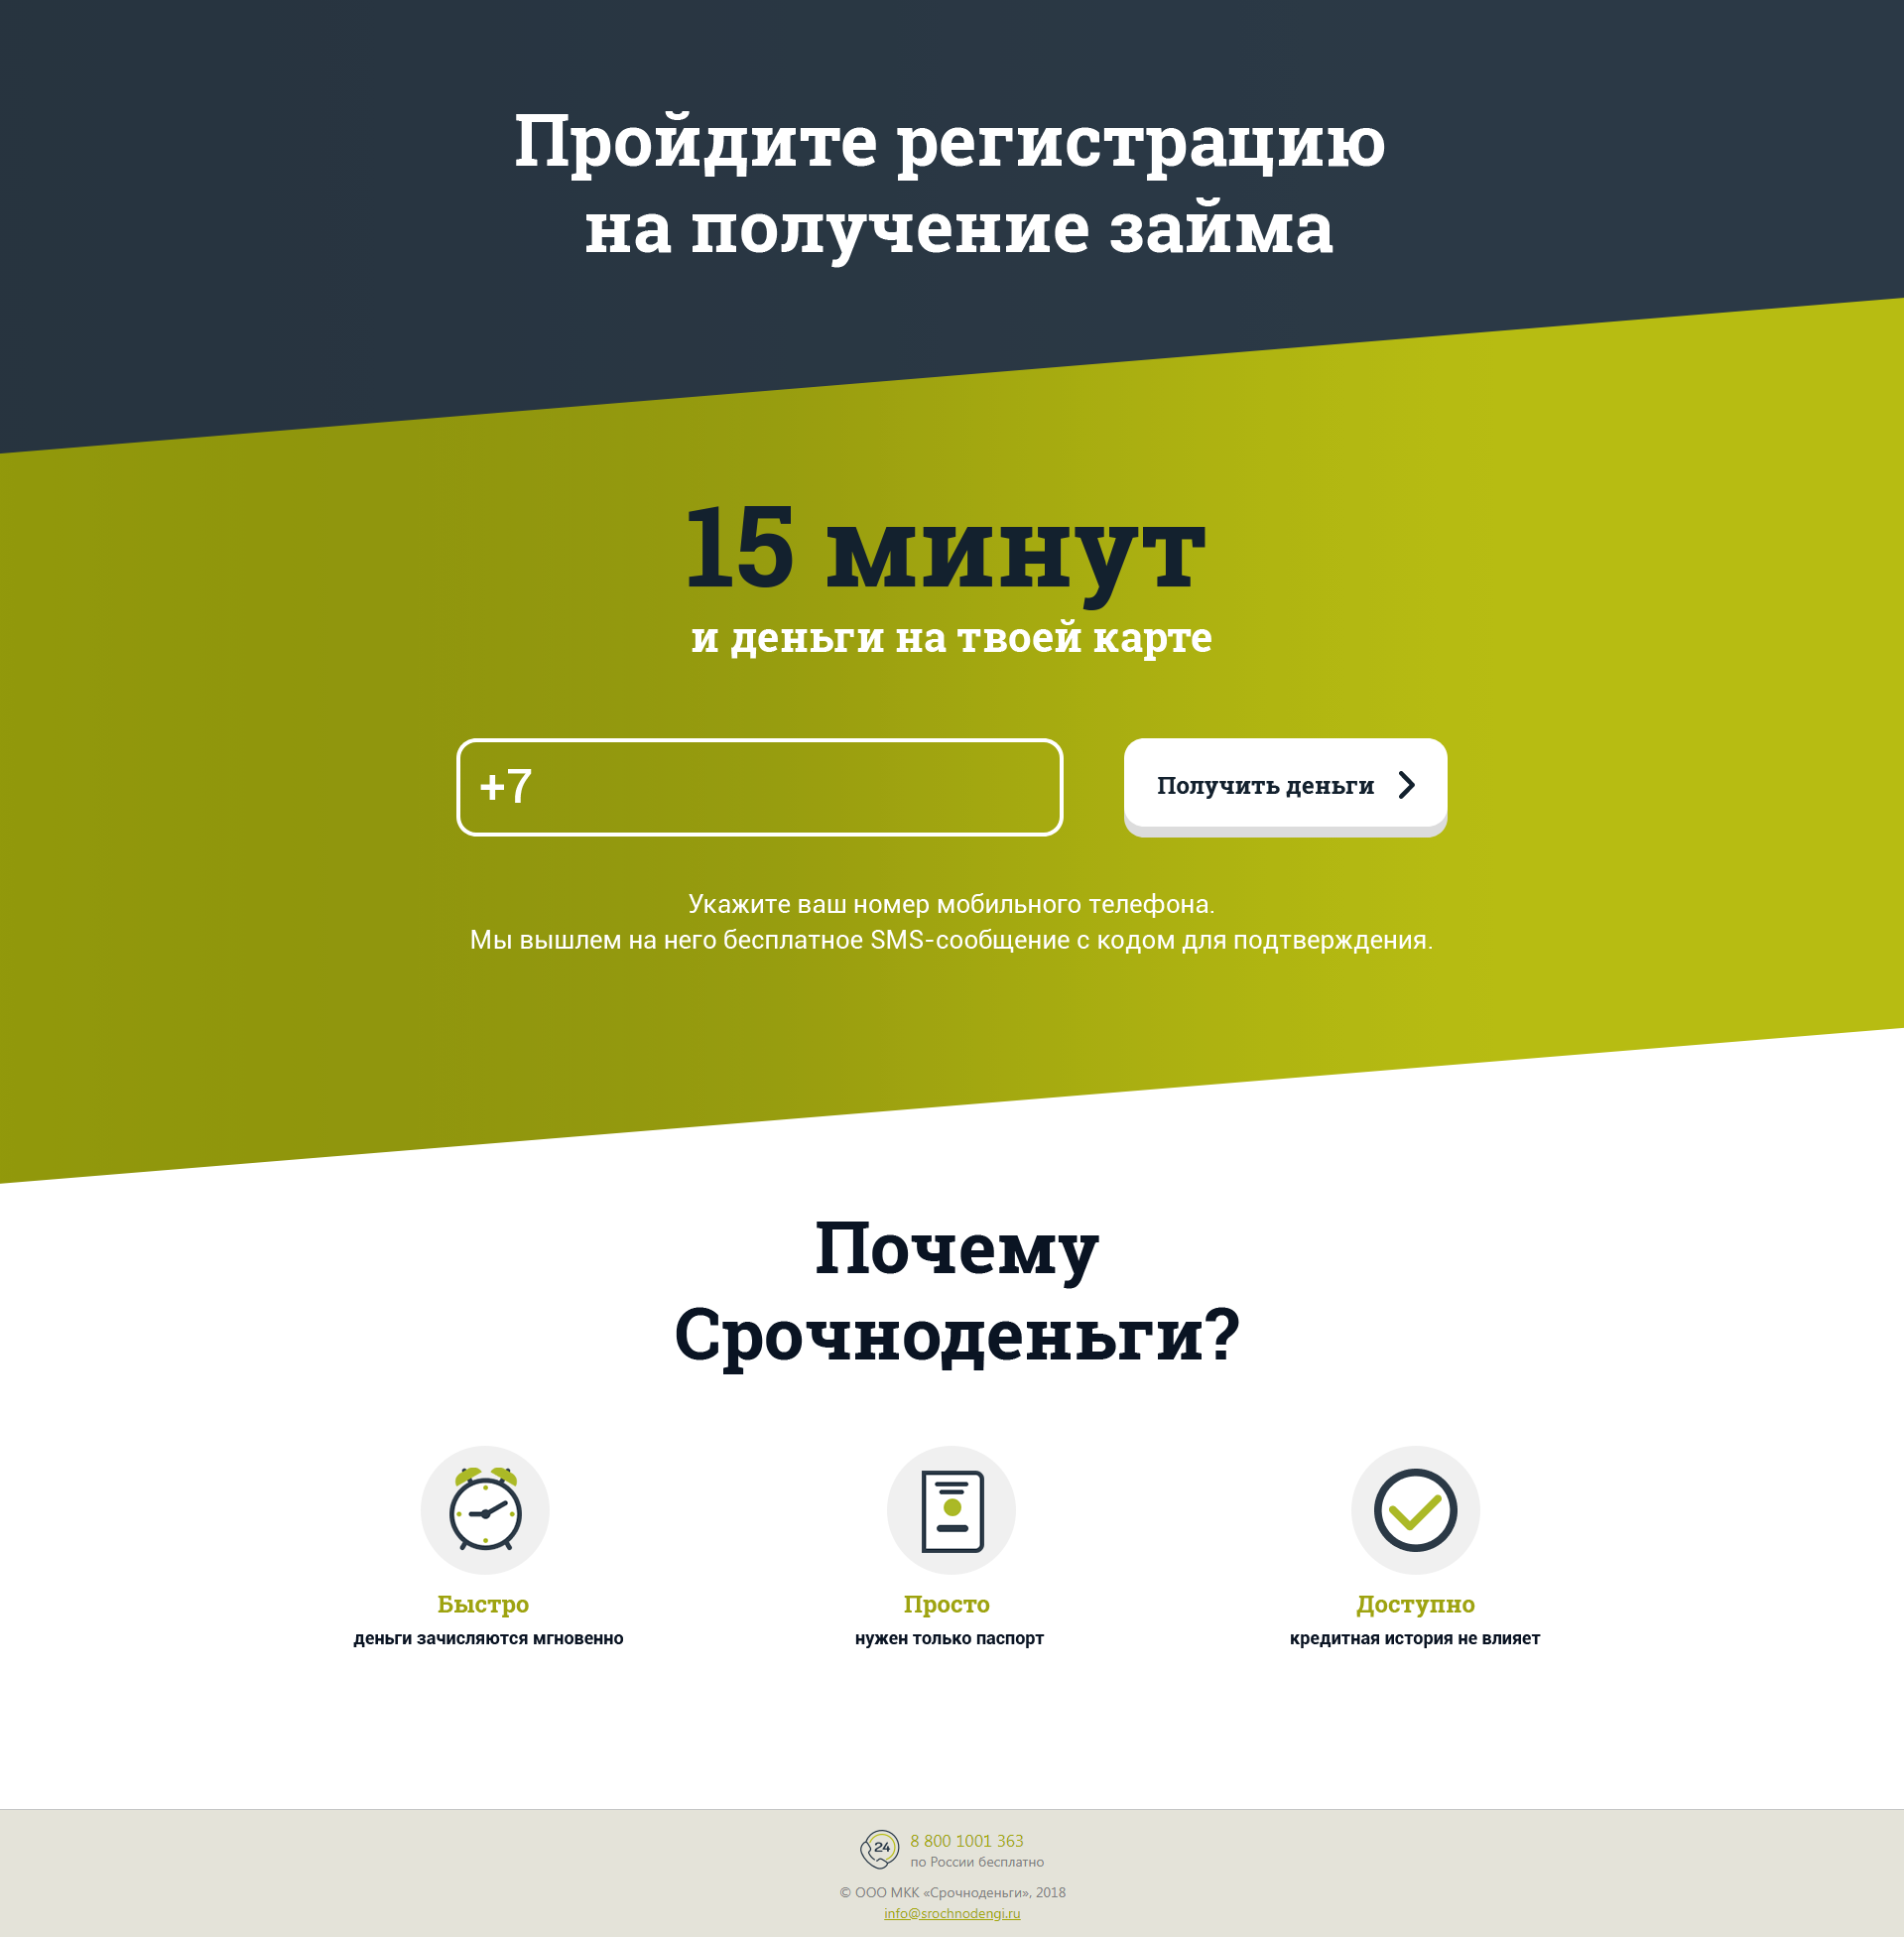 Пройдите регистрацию
на получение займа
15 минут
и деньги на твоей карте
+7
Получить деньги
Укажите ваш номер мобильного телефона.
Мы вышлем на него бесплатное SMS-сообщение с кодом для подтверждения.
Почему
Срочноденьги?
Быстро
деньги зачисляются мгновенно
Просто
нужен только паспорт
Доступно
кредитная история не влияет
24
8 800 1001 363
по России бесплатно
© ООО МКК «Срочноденьги», 2018
info@srochnodengi.ru